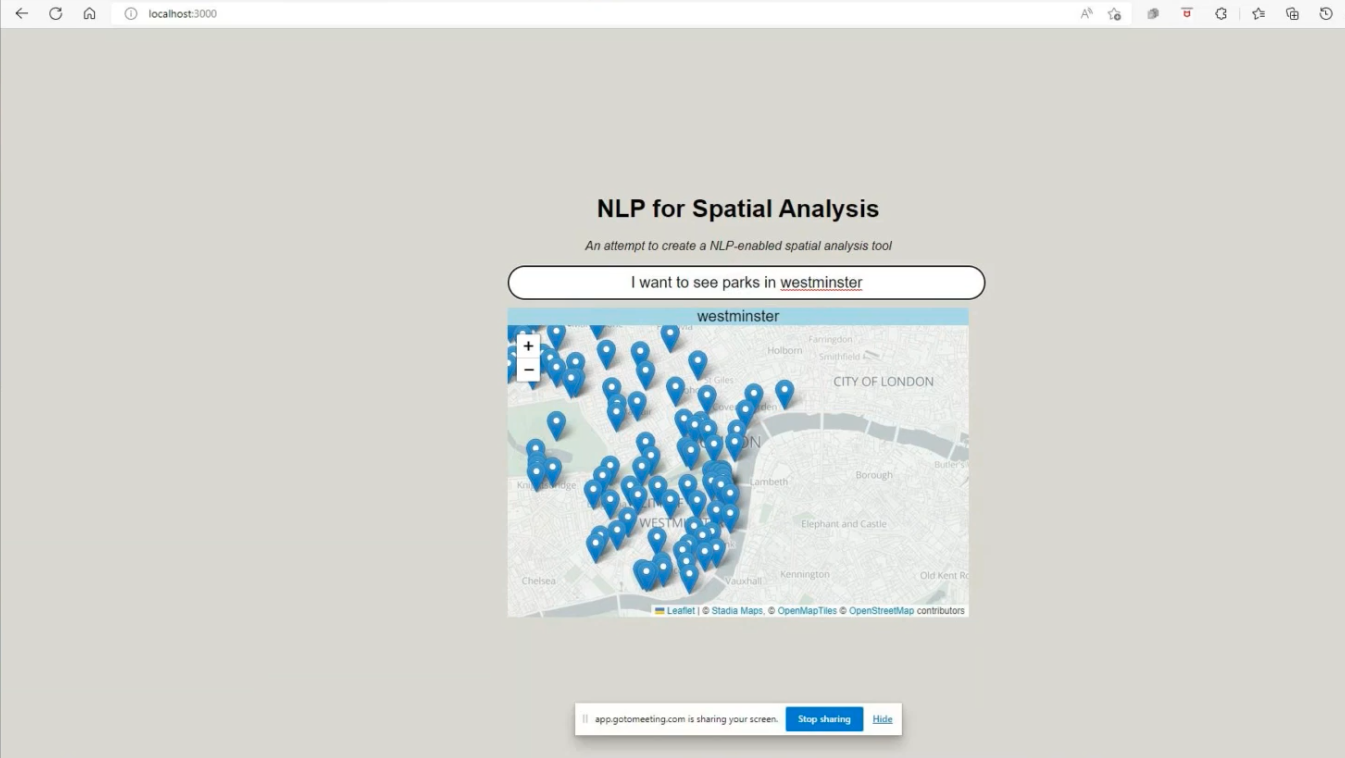 localhost:3000
NLP for Spatial Analysis
An attempt to create a NLP-enabled spatial analysis tool
I want to see parks in westminster
westminster
+
−
Farringdon
Holborn
Smithfield
CITY OF LONDON
St Giles
Lambeth
Borough
WESTM
Elephant and Castle
Chelsea
Vauxhall
Kennington
Old Kent
Leaflet | © Stadia Maps, © OpenMapTiles © OpenStreetMap contributors
app.gotomeeting.com is sharing your screen.
Stop sharing
Hide